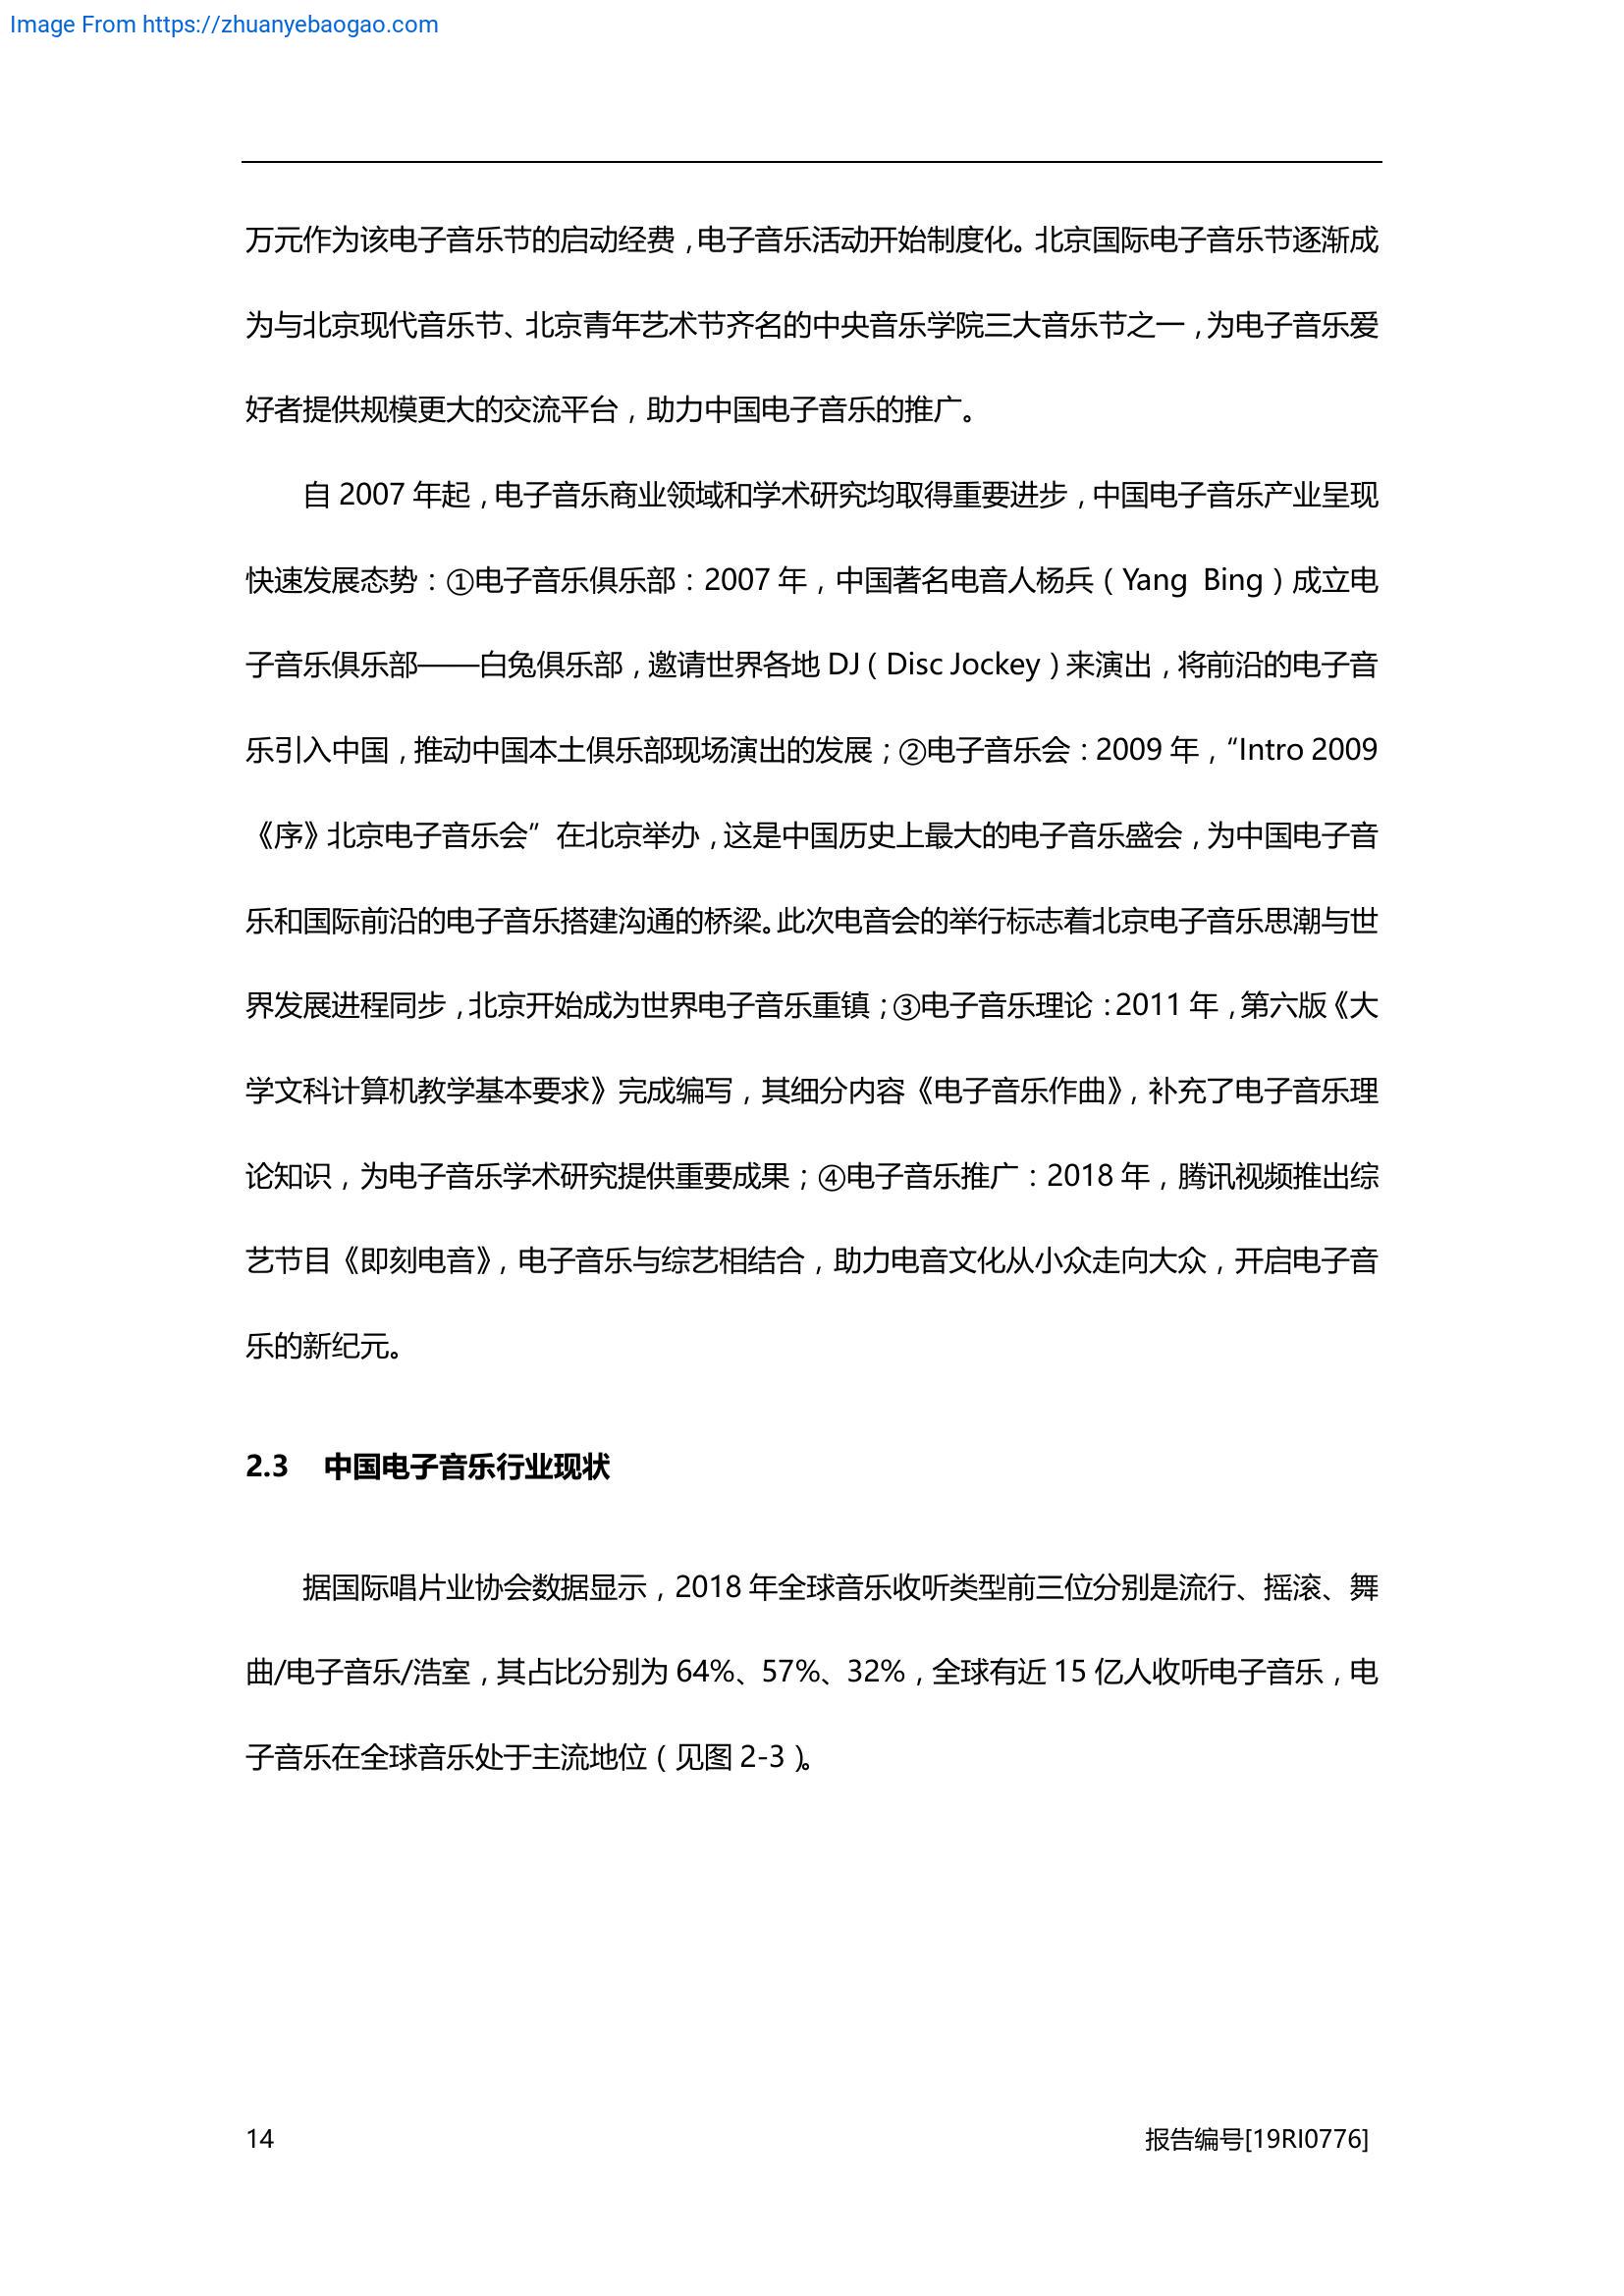 Image From https://zhuanyebaogao.com
万元作为该电子音乐节的启动经费，电子音乐活动开始制度化。北京国际电子音乐节逐渐成
为与北京现代音乐节、北京青年艺术节齐名的中央音乐学院三大音乐节之一，为电子音乐爱
好者提供规模更大的交流平台，助力中国电子音乐的推广。
自 2007 年起，电子音乐商业领域和学术研究均取得重要进步，中国电子音乐产业呈现
快速发展态势：①电子音乐俱乐部：2007 年，中国著名电音人杨兵（Yang Bing）成立电
子音乐俱乐部——白兔俱乐部，邀请世界各地 DJ（Disc Jockey）来演出，将前沿的电子音
乐引入中国，推动中国本土俱乐部现场演出的发展；②电子音乐会：2009 年，“Intro 2009
《序》北京电子音乐会”在北京举办，这是中国历史上最大的电子音乐盛会，为中国电子音
乐和国际前沿的电子音乐搭建沟通的桥梁。此次电音会的举行标志着北京电子音乐思潮与世
界发展进程同步，北京开始成为世界电子音乐重镇；③电子音乐理论：2011 年，第六版《大
学文科计算机教学基本要求》完成编写，其细分内容《电子音乐作曲》，补充了电子音乐理
论知识，为电子音乐学术研究提供重要成果；④电子音乐推广：2018 年，腾讯视频推出综
艺节目《即刻电音》，电子音乐与综艺相结合，助力电音文化从小众走向大众，开启电子音
乐的新纪元。
2.3 中国电子音乐行业现状
据国际唱片业协会数据显示，2018 年全球音乐收听类型前三位分别是流行、摇滚、舞
曲/电子音乐/浩室，其占比分别为 64%、57%、32%，全球有近 15 亿人收听电子音乐，电
子音乐在全球音乐处于主流地位（见图 2-3）。
14 报告编号[19RI0776]